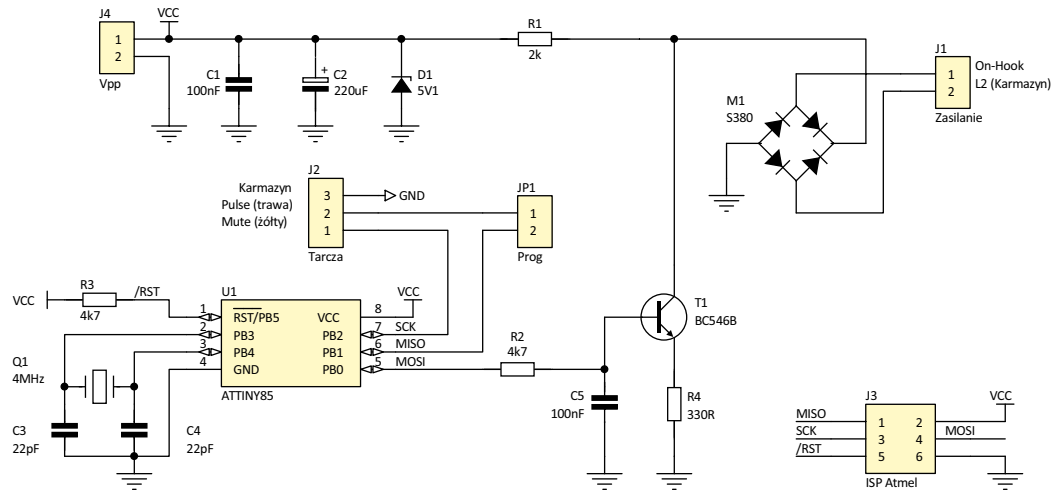 J4
VCC
1
2
Vpp
C1
100nF
+
C2
220uF
D1
5V1
R1
2k
J1
1
2
On-Hook
L2 (Karmazyn)
Zasilanie
M1
S380
J2
Karmazyn
Pulse (trawa)
Mute (żółty)
3
2
1
GND
Tarcza
JP1
1
2
Prog
VCC
R3
4k7
/RST
U1
1
2
3
4
RST/PB5
PB3
PB4
GND
VCC
PB2
PB1
PB0
8
7
6
5
VCC
SCK
MISO
MOSI
ATTINY85
Q1
4MHz
C3
22pF
C4
22pF
R2
4k7
C5
100nF
T1
BC546B
R4
330R
J3
VCC
MISO
1
2
SCK
3
4
MOSI
/RST
5
6
ISP Atmel